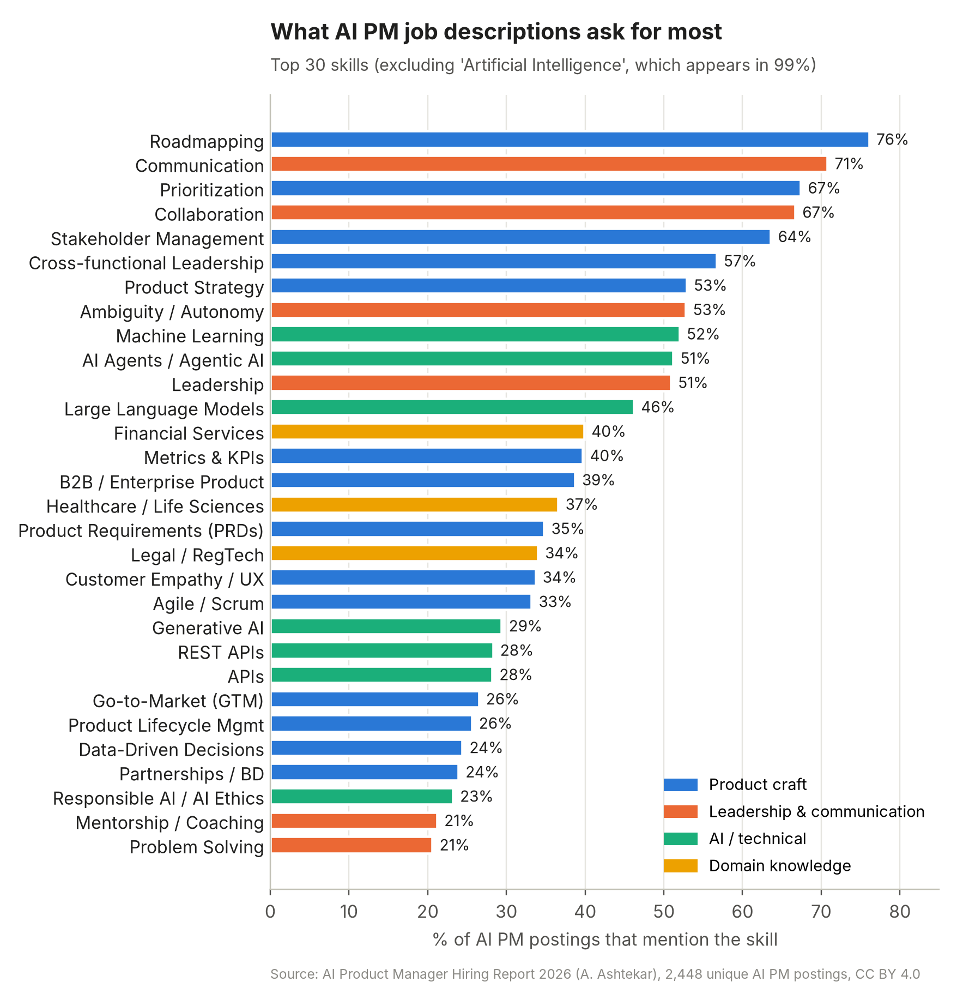 What AI PM job descriptions ask for most
Top 30 skills (excluding 'Artificial Intelligence', which appears in 99%)
Roadmapping 76%
Communication 71%
Prioritization 67%
Collaboration 67%
Stakeholder Management 64%
Cross-functional Leadership 57%
Product Strategy 53%
Ambiguity / Autonomy 53%
Machine Learning 52%
AI Agents / Agentic AI 51%
Leadership 51%
Large Language Models 46%
Financial Services 40%
Metrics & KPIs 40%
B2B / Enterprise Product 39%
Healthcare / Life Sciences 37%
Product Requirements (PRDs) 35%
Legal / RegTech 34%
Customer Empathy / UX 34%
Agile / Scrum 33%
Generative AI 29%
REST APIs 28%
APIs 28%
Go-to-Market (GTM) 26%
Product Lifecycle Mgmt 26%
Data-Driven Decisions 24%
Partnerships / BD 24%
Responsible AI / AI Ethics 23%
Mentorship / Coaching 21%
Problem Solving 21%
Product craft
Leadership & communication
AI / technical
Domain knowledge
0 10 20 30 40 50 60 70 80
% of AI PM postings that mention the skill
Source: AI Product Manager Hiring Report 2026 (A. Ashtekar), 2,448 unique AI PM postings, CC BY 4.0